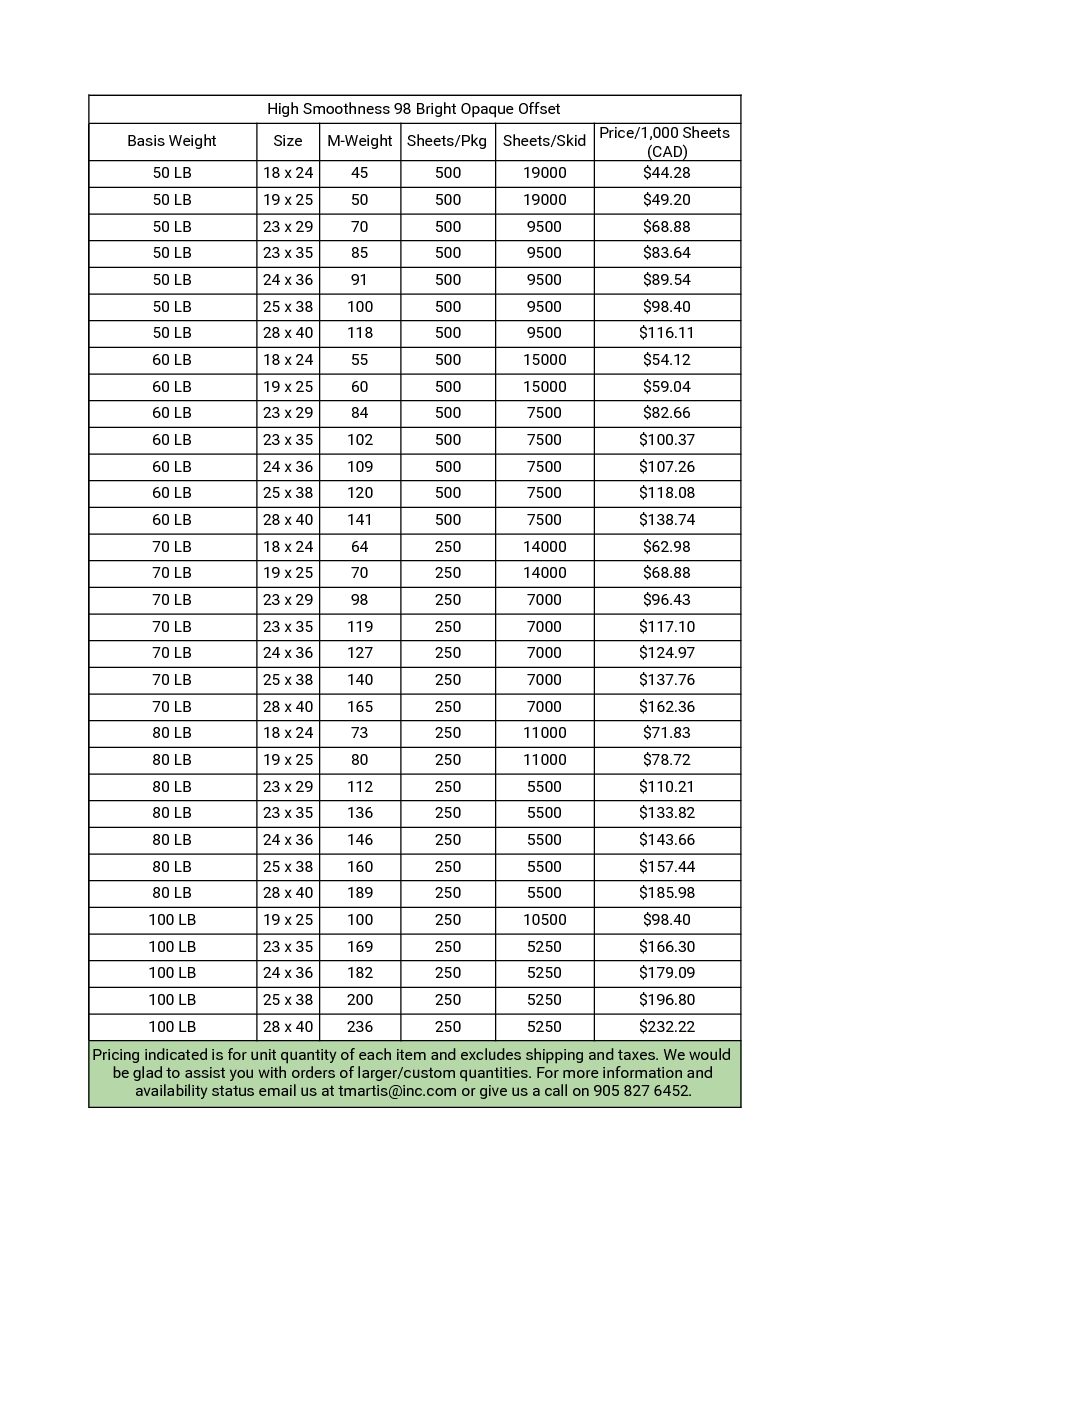 High Smoothness 98 Bright Opaque Offset
Basis Weight Size M-Weight Sheets/Pkg Sheets/Skid Price/1,000 Sheets (CAD)
50 LB 18 x 24 45 500 19000 $44.28
50 LB 19 x 25 50 500 19000 $49.20
50 LB 23 x 29 70 500 9500 $68.88
50 LB 23 x 35 85 500 9500 $83.64
50 LB 24 x 36 91 500 9500 $89.54
50 LB 25 x 38 100 500 9500 $98.40
50 LB 28 x 40 118 500 9500 $116.11
60 LB 18 x 24 55 500 15000 $54.12
60 LB 19 x 25 60 500 15000 $59.04
60 LB 23 x 29 84 500 7500 $82.66
60 LB 23 x 35 102 500 7500 $100.37
60 LB 24 x 36 109 500 7500 $107.26
60 LB 25 x 38 120 500 7500 $118.08
60 LB 28 x 40 141 500 7500 $138.74
70 LB 18 x 24 64 250 14000 $62.98
70 LB 19 x 25 70 250 14000 $68.88
70 LB 23 x 29 98 250 7000 $96.43
70 LB 23 x 35 119 250 7000 $117.10
70 LB 24 x 36 127 250 7000 $124.97
70 LB 25 x 38 140 250 7000 $137.76
70 LB 28 x 40 165 250 7000 $162.36
80 LB 18 x 24 73 250 11000 $71.83
80 LB 19 x 25 80 250 11000 $78.72
80 LB 23 x 29 112 250 5500 $110.21
80 LB 23 x 35 136 250 5500 $133.82
80 LB 24 x 36 146 250 5500 $143.66
80 LB 25 x 38 160 250 5500 $157.44
80 LB 28 x 40 189 250 5500 $185.98
100 LB 19 x 25 100 250 10500 $98.40
100 LB 23 x 35 169 250 5250 $166.30
100 LB 24 x 36 182 250 5250 $179.09
100 LB 25 x 38 200 250 5250 $196.80
100 LB 28 x 40 236 250 5250 $232.22
Pricing indicated is for unit quantity of each item and excludes shipping and taxes. We would
be glad to assist you with orders of larger/custom quantities. For more information and
availability status email us at tmartis@inc.com or give us a call on 905 827 6452.